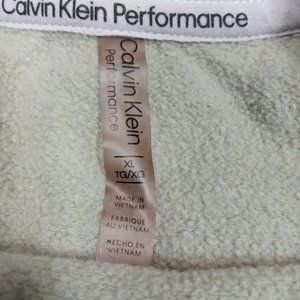 Calvin Klein Performance
Calvin Klein
Performance
XL
TG/XG
MADE IN
VIETNAM
FABRIQUÉ
AU VIETNAM
HECHO EN
VIETNAM